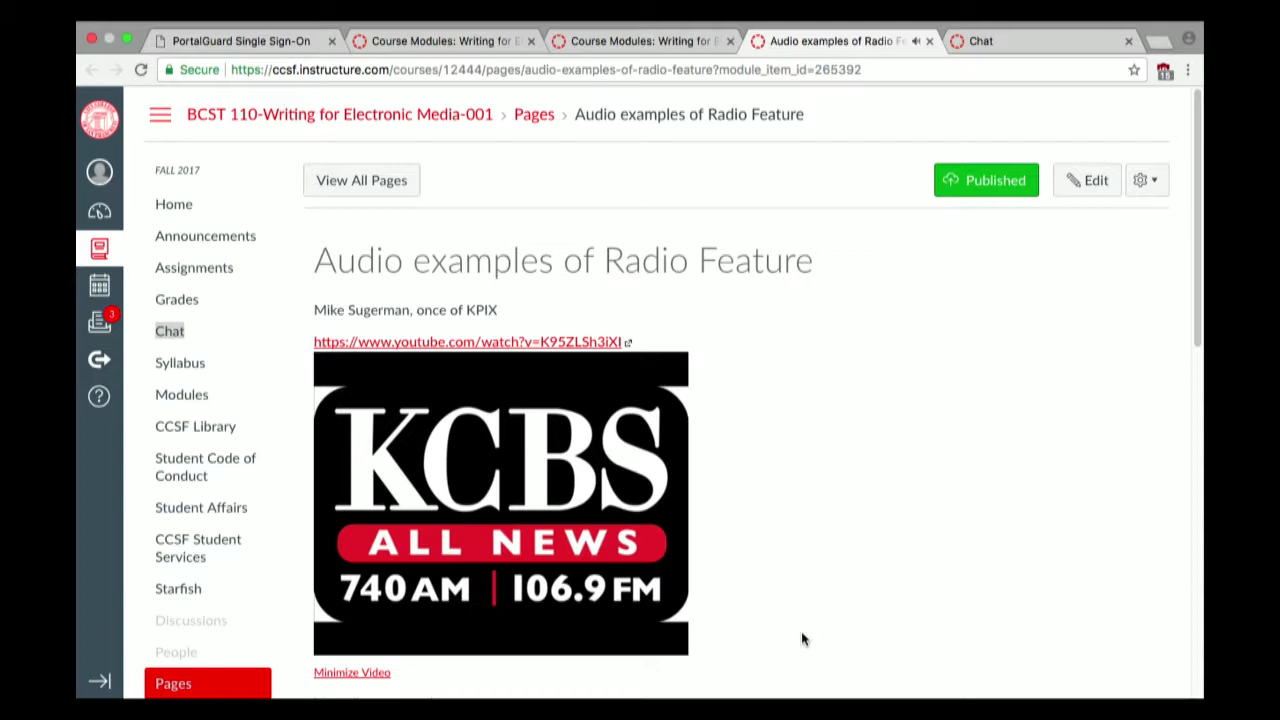 PortalGuard Single Sign-On
Course Modules: Writing for E
Course Modules: Writing for E
Audio examples of Radio Fe
Chat
Secure
https://ccsf.instructure.com/courses/12444/pages/audio-examples-of-radio-feature?module_item_id=265392
BCST 110-Writing for Electronic Media-001 › Pages › Audio examples of Radio Feature
FALL 2017
Home
Announcements
Assignments
Grades
Chat
Syllabus
Modules
CCSF Library
Student Code of
Conduct
Student Affairs
CCSF Student
Services
Starfish
Discussions
People
Pages
3
View All Pages
Published
Edit
Audio examples of Radio Feature
Mike Sugerman, once of KPIX
https://www.youtube.com/watch?v=K95ZLSh3iXI
KCBS
ALL NEWS
740 AM | 106.9 FM
Minimize Video